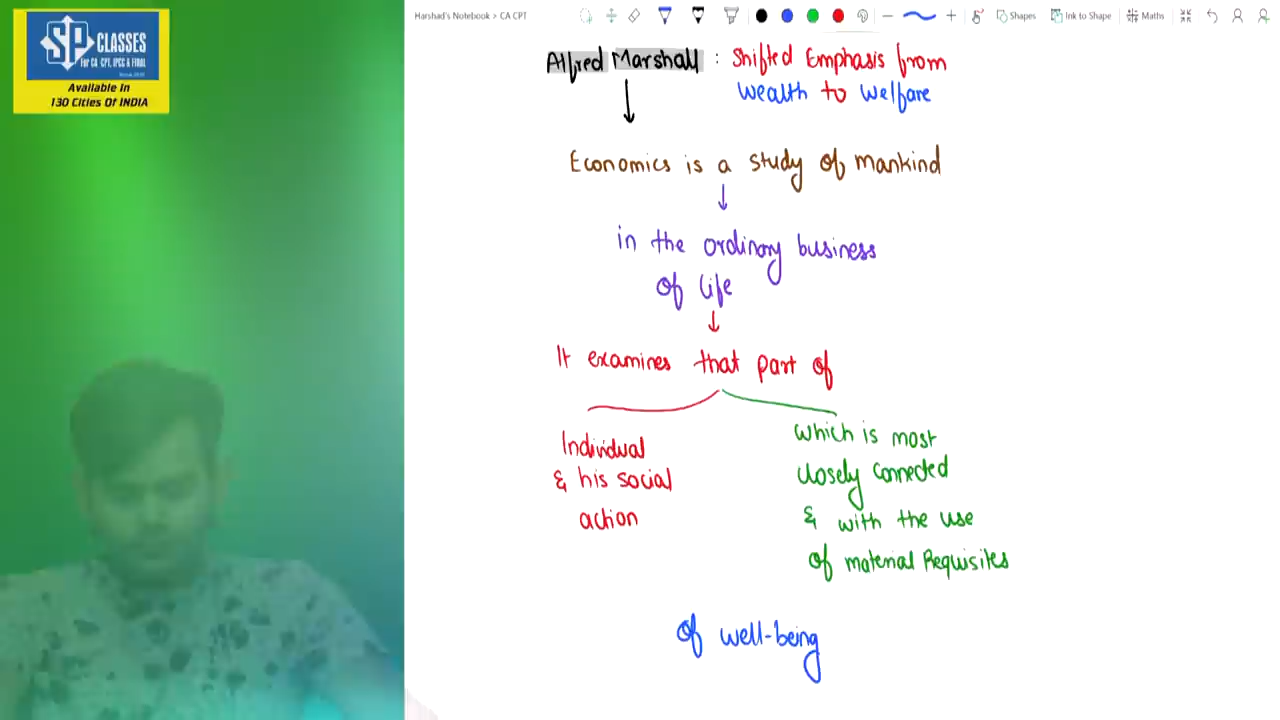 SP CLASSES
For CA CPT, IPCC & FINAL
Available In
130 Cities Of INDIA
Harshad's Notebook > CA CPT
Shapes
Ink to Shape
Maths
Alfred Marshall : Shifted Emphasis from
Wealth to Welfare
Economics is a study of mankind
in the ordinary business
of life
It examines that part of
Individual
& his social
action
which is most
closely connected
& with the use
of material Requisites
of well-being